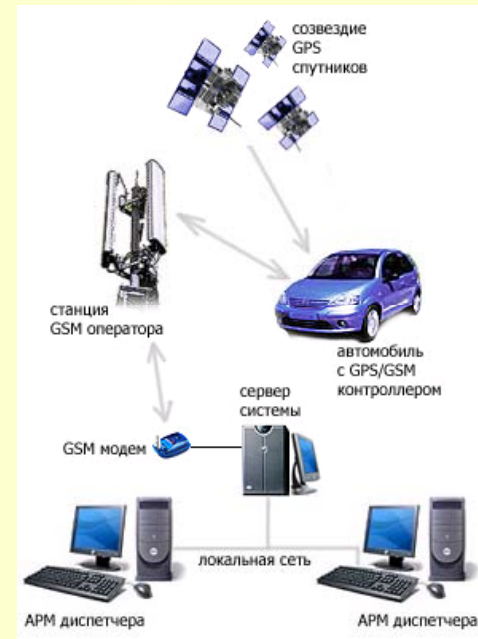 созвездие
GPS
спутников
станция
GSM оператора
автомобиль
с GPS/GSM
контроллером
сервер
системы
GSM модем
локальная сеть
АРМ диспетчера
АРМ диспетчера